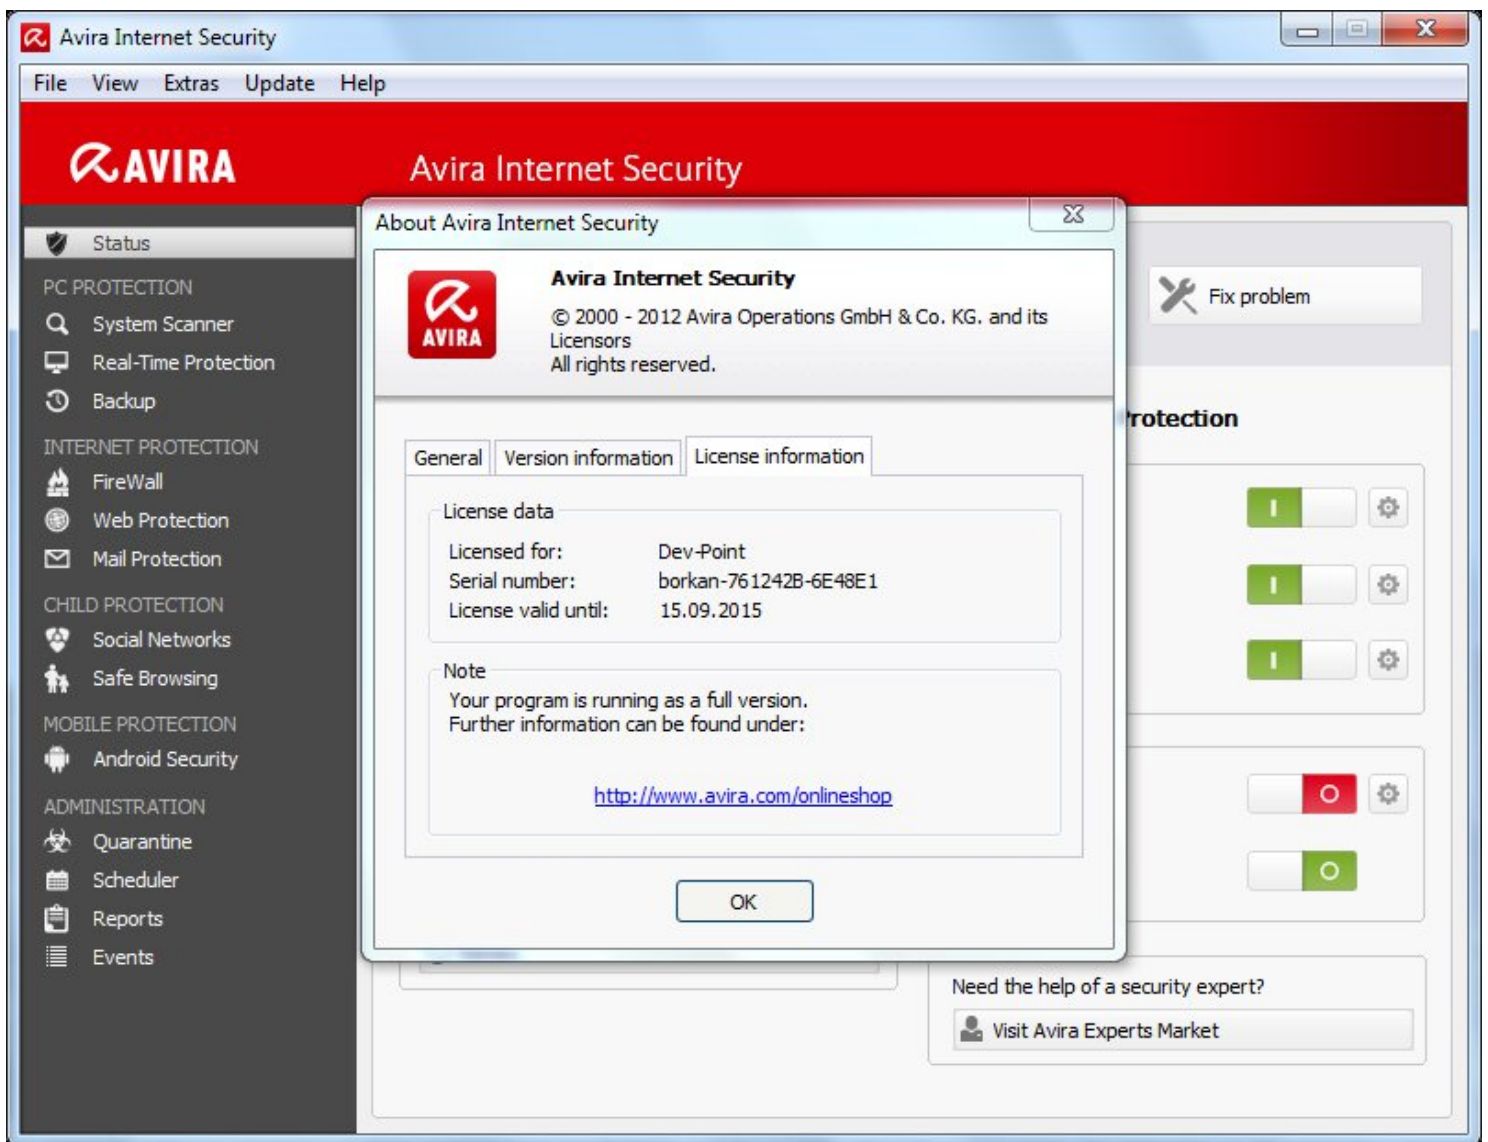 Avira Internet Security
File View Extras Update Help
AVIRA
Avira Internet Security
Status
PC PROTECTION
System Scanner
Real-Time Protection
Backup
INTERNET PROTECTION
FireWall
Web Protection
Mail Protection
CHILD PROTECTION
Social Networks
Safe Browsing
MOBILE PROTECTION
Android Security
ADMINISTRATION
Quarantine
Scheduler
Reports
Events
About Avira Internet Security
AVIRA
Avira Internet Security
© 2000 - 2012 Avira Operations GmbH & Co. KG. and its
Licensors
All rights reserved.
General Version information License information
License data
Licensed for: Dev-Point
Serial number: borkan-761242B-6E48E1
License valid until: 15.09.2015
Note
Your program is running as a full version.
Further information can be found under:
http://www.avira.com/onlineshop
OK
Fix problem
rotection
Need the help of a security expert?
Visit Avira Experts Market